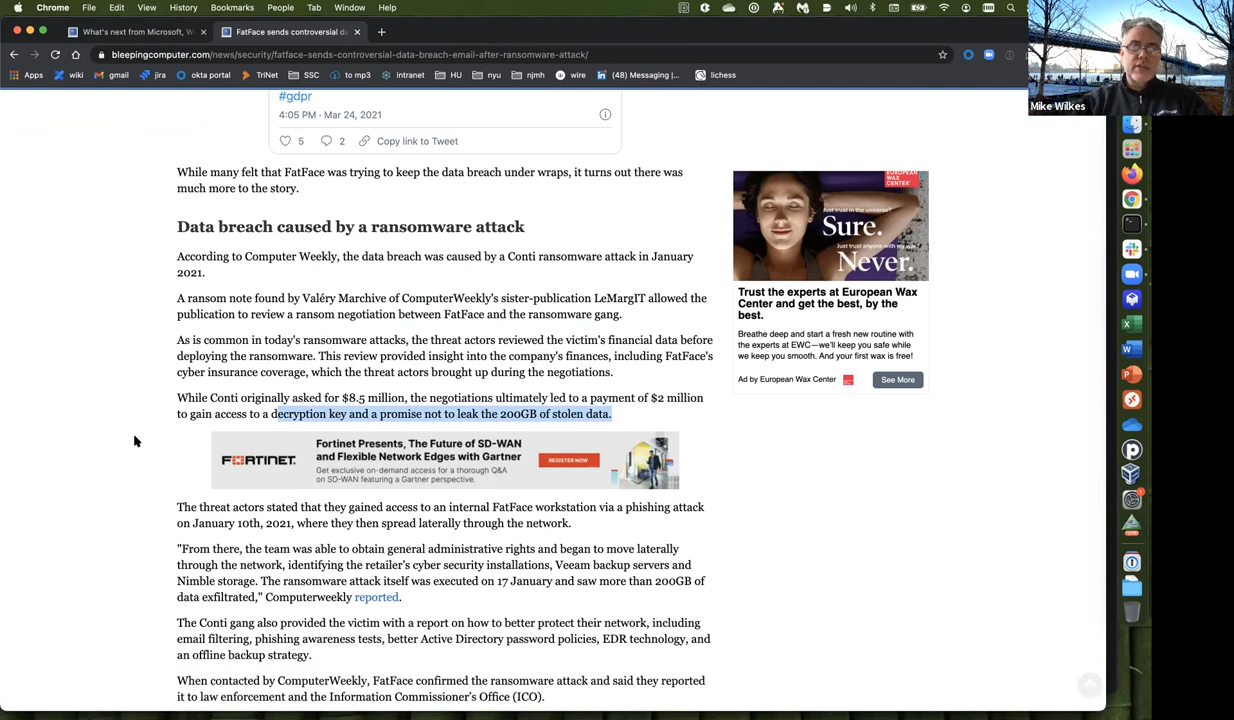 Chrome File Edit View History Bookmarks People Tab Window Help
What's next from Microsoft, W
FatFace sends controversial da
bleepingcomputer.com/news/security/fatface-sends-controversial-data-breach-email-after-ransomware-attack/
Apps wiki gmail jira okta portal TriNet SSC to mp3 intranet HU nyu njmh wire (48) Messaging |... lichess
Mike Wilkes
#gdpr
4:05 PM · Mar 24, 2021
5 2 Copy link to Tweet
While many felt that FatFace was trying to keep the data breach under wraps, it turns out there was
much more to the story.
Data breach caused by a ransomware attack
According to Computer Weekly, the data breach was caused by a Conti ransomware attack in January
2021.
A ransom note found by Valéry Marchive of ComputerWeekly's sister-publication LeMargIT allowed the
publication to review a ransom negotiation between FatFace and the ransomware gang.
As is common in today's ransomware attacks, the threat actors reviewed the victim's financial data before
deploying the ransomware. This review provided insight into the company's finances, including FatFace's
cyber insurance coverage, which the threat actors brought up during the negotiations.
While Conti originally asked for $8.5 million, the negotiations ultimately led to a payment of $2 million
to gain access to a decryption key and a promise not to leak the 200GB of stolen data.
FORTINET
Fortinet Presents, The Future of SD-WAN
and Flexible Network Edges with Gartner
Get exclusive on-demand access for a thorough Q&A
on SD-WAN featuring a Gartner perspective.
REGISTER NOW
The threat actors stated that they gained access to an internal FatFace workstation via a phishing attack
on January 10th, 2021, where they then spread laterally through the network.
"From there, the team was able to obtain general administrative rights and began to move laterally
through the network, identifying the retailer's cyber security installations, Veeam backup servers and
Nimble storage. The ransomware attack itself was executed on 17 January and saw more than 200GB of
data exfiltrated," Computerweekly reported.
The Conti gang also provided the victim with a report on how to better protect their network, including
email filtering, phishing awareness tests, better Active Directory password policies, EDR technology, and
an offline backup strategy.
When contacted by ComputerWeekly, FatFace confirmed the ransomware attack and said they reported
it to law enforcement and the Information Commissioner's Office (ICO).
EUROPEAN
WAX
CENTER
Just trust in the universe?
Sure.
Just trust anyone with my wax?
Never.
Trust the experts at European Wax
Center and get the best, by the
best.
Breathe deep and start a fresh new routine with
the experts at EWC—we'll keep you safe while
we keep you smooth. And your first wax is free!
Ad by European Wax Center
See More